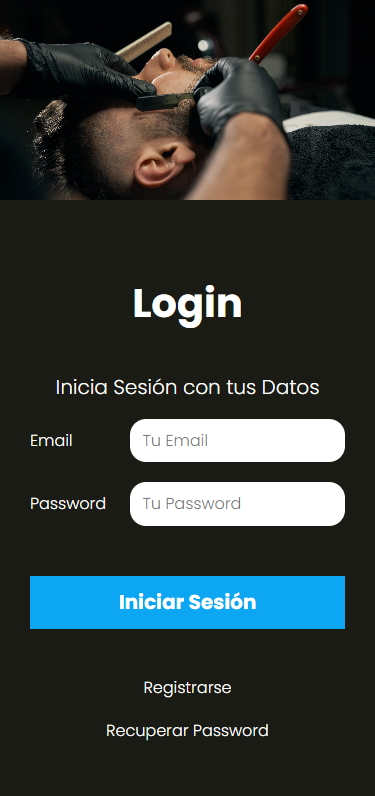 Login
Inicia Sesión con tus Datos
Email Tu Email
Password Tu Password
Iniciar Sesión
Registrarse
Recuperar Password